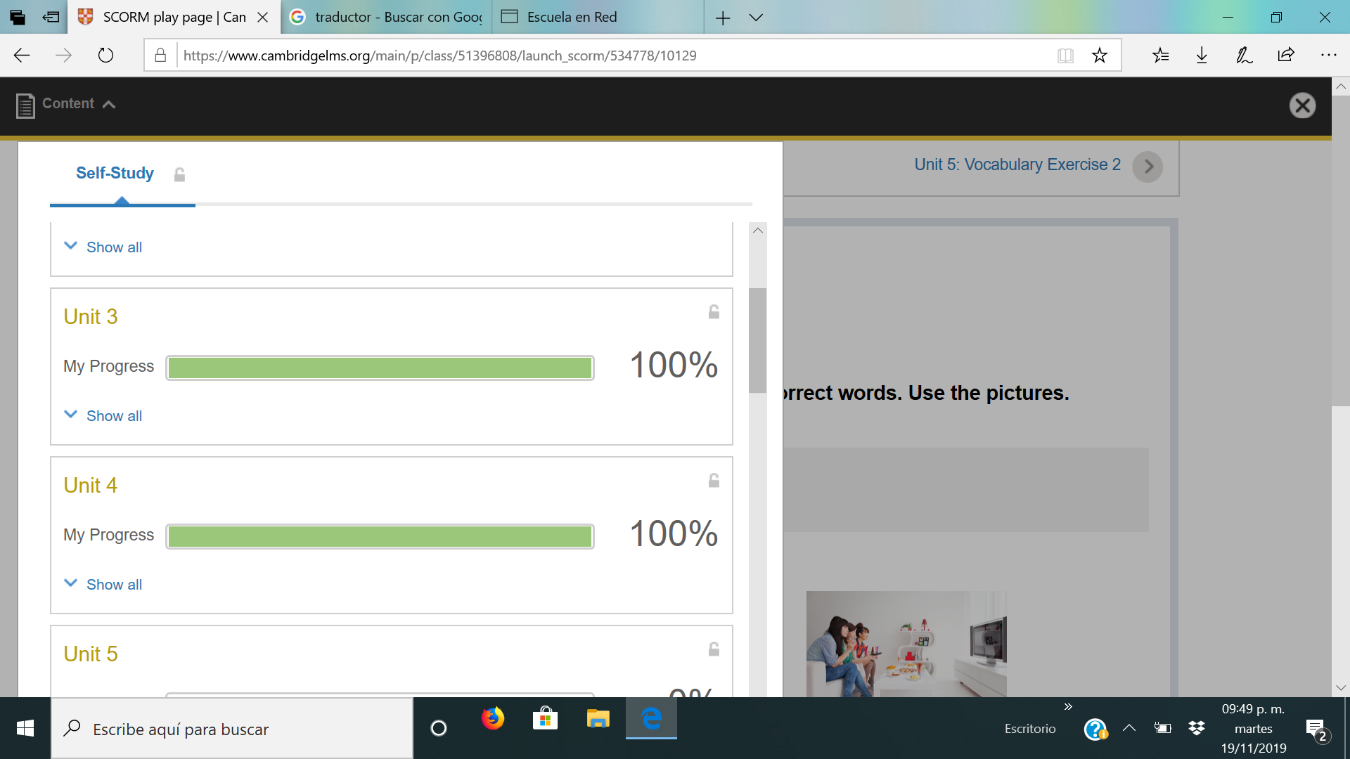 SCORM play page | Can
traductor - Buscar con Goog
Escuela en Red
https://www.cambridgelms.org/main/p/class/51396808/launch_scorm/534778/10129
Content
Self-Study
Unit 5: Vocabulary Exercise 2
Show all
Unit 3
My Progress
100%
Show all
orrect words. Use the pictures.
Unit 4
My Progress
100%
Show all
Unit 5
Escribe aquí para buscar
Escritorio
09:49 p. m.
martes
19/11/2019
2